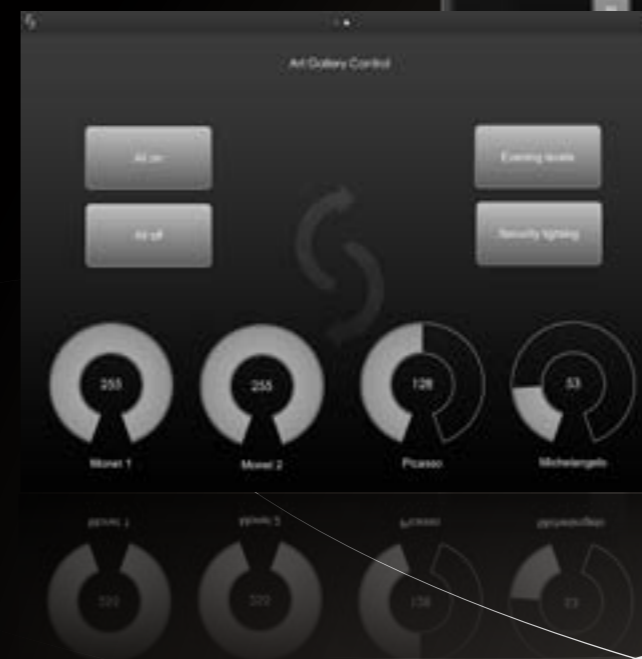 Art Gallery Control
All on
Evening levels
All off
Security lighting
255
255
128
53
Monet 1
Monet 2
Picasso
Michelangelo